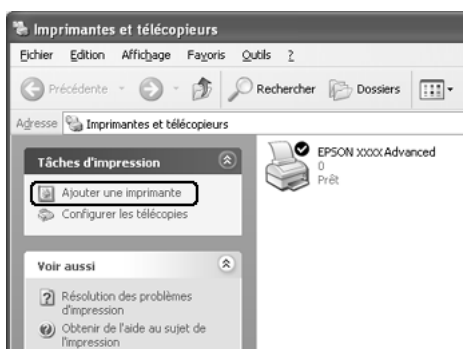 Imprimantes et télécopieurs
Fichier Edition Affichage Favoris Outils ?
Précédente Rechercher Dossiers
Adresse Imprimantes et télécopieurs
Tâches d'impression
Ajouter une imprimante
Configurer les télécopies
Voir aussi
Résolution des problèmes
d'impression
Obtenir de l'aide au sujet de
l'impression
EPSON XXXX Advanced
0
Prêt